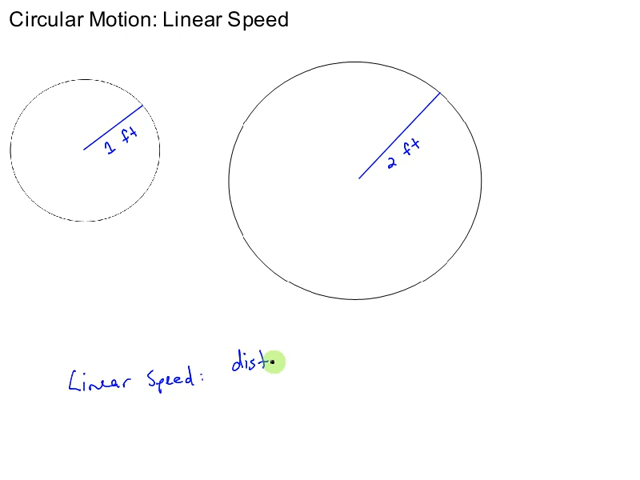 Circular Motion: Linear Speed
1 ft
2 ft
dist
Linear Speed: